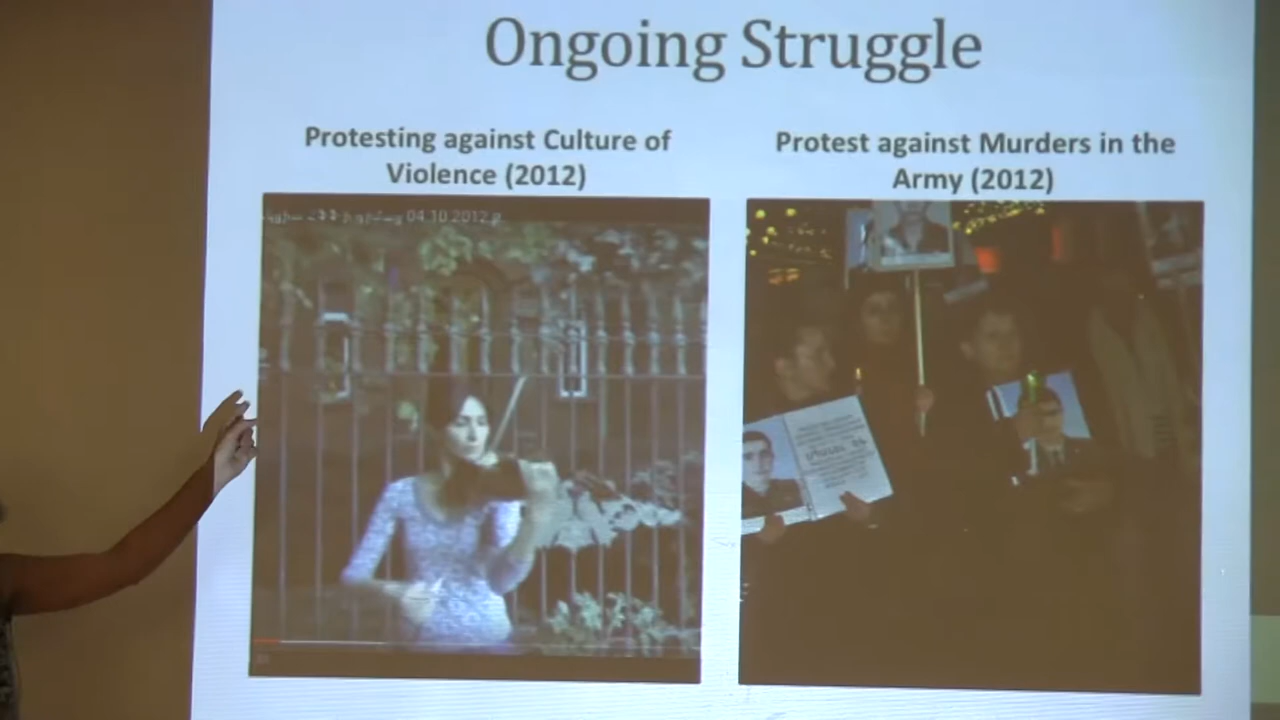 Ongoing Struggle
Protesting against Culture of
Violence (2012)
Protest against Murders in the
Army (2012)
04.10.2012